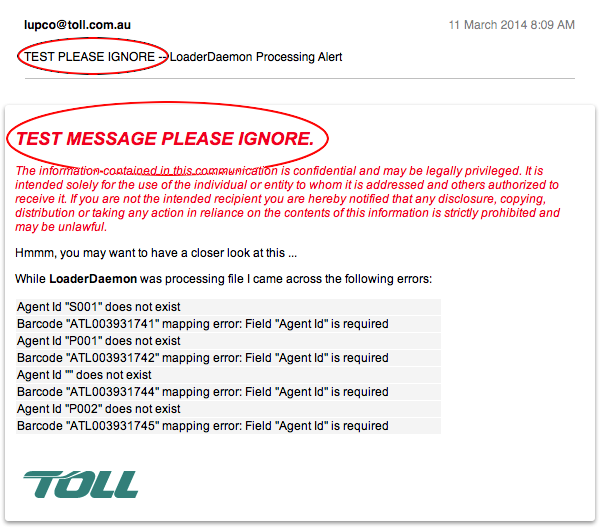 lupco@toll.com.au 11 March 2014 8:09 AM
TEST PLEASE IGNORE -- LoaderDaemon Processing Alert
TEST MESSAGE PLEASE IGNORE.
The information contained in this communication is confidential and may be legally privileged. It is
intended solely for the use of the individual or entity to whom it is addressed and others authorized to
receive it. If you are not the intended recipient you are hereby notified that any disclosure, copying,
distribution or taking any action in reliance on the contents of this information is strictly prohibited and
may be unlawful.
Hmmm, you may want to have a closer look at this ...
While LoaderDaemon was processing file I came across the following errors:
Agent Id "S001" does not exist
Barcode "ATL003931741" mapping error: Field "Agent Id" is required
Agent Id "P001" does not exist
Barcode "ATL003931742" mapping error: Field "Agent Id" is required
Agent Id "" does not exist
Barcode "ATL003931744" mapping error: Field "Agent Id" is required
Agent Id "P002" does not exist
Barcode "ATL003931745" mapping error: Field "Agent Id" is required
TOLL